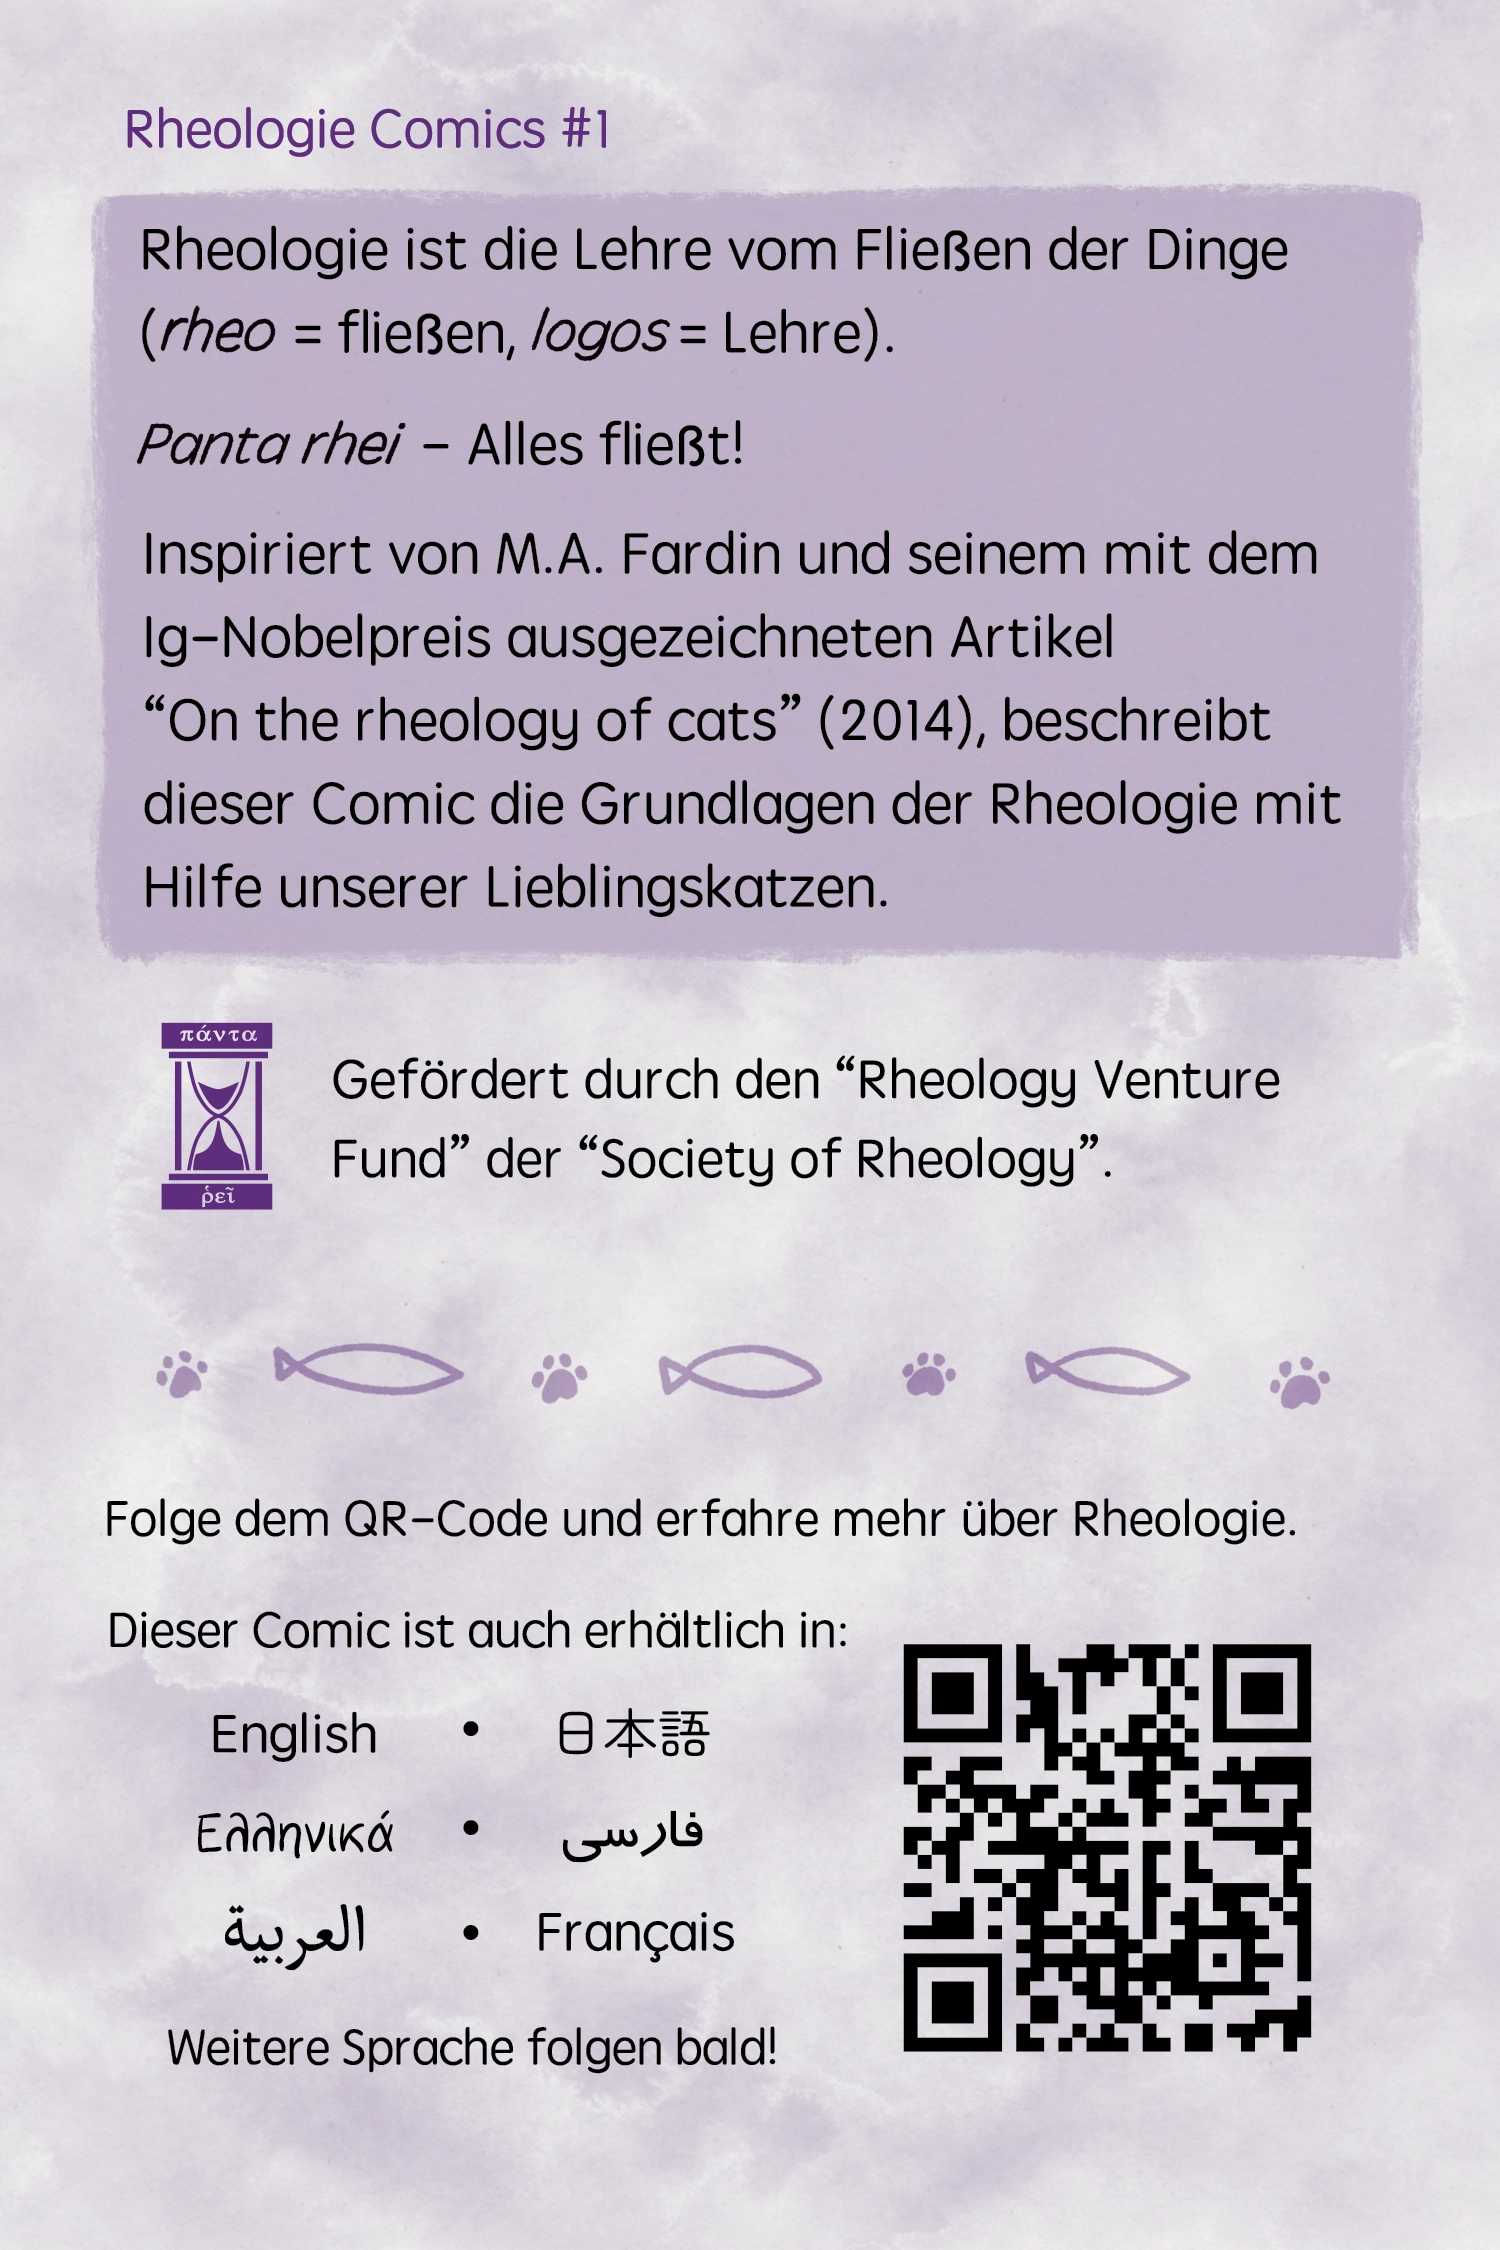 Rheologie Comics #1
Rheologie ist die Lehre vom Fließen der Dinge
(rheo = fließen, logos = Lehre).
Panta rhei – Alles fließt!
Inspiriert von M.A. Fardin und seinem mit dem
Ig-Nobelpreis ausgezeichneten Artikel
“On the rheology of cats” (2014), beschreibt
dieser Comic die Grundlagen der Rheologie mit
Hilfe unserer Lieblingskatzen.
πάντα
ῥεῖ
Gefördert durch den “Rheology Venture
Fund” der “Society of Rheology”.
Folge dem QR-Code und erfahre mehr über Rheologie.
Dieser Comic ist auch erhältlich in:
English • 日本語
Ελληνικά • فارسی
العربية • Français
Weitere Sprache folgen bald!